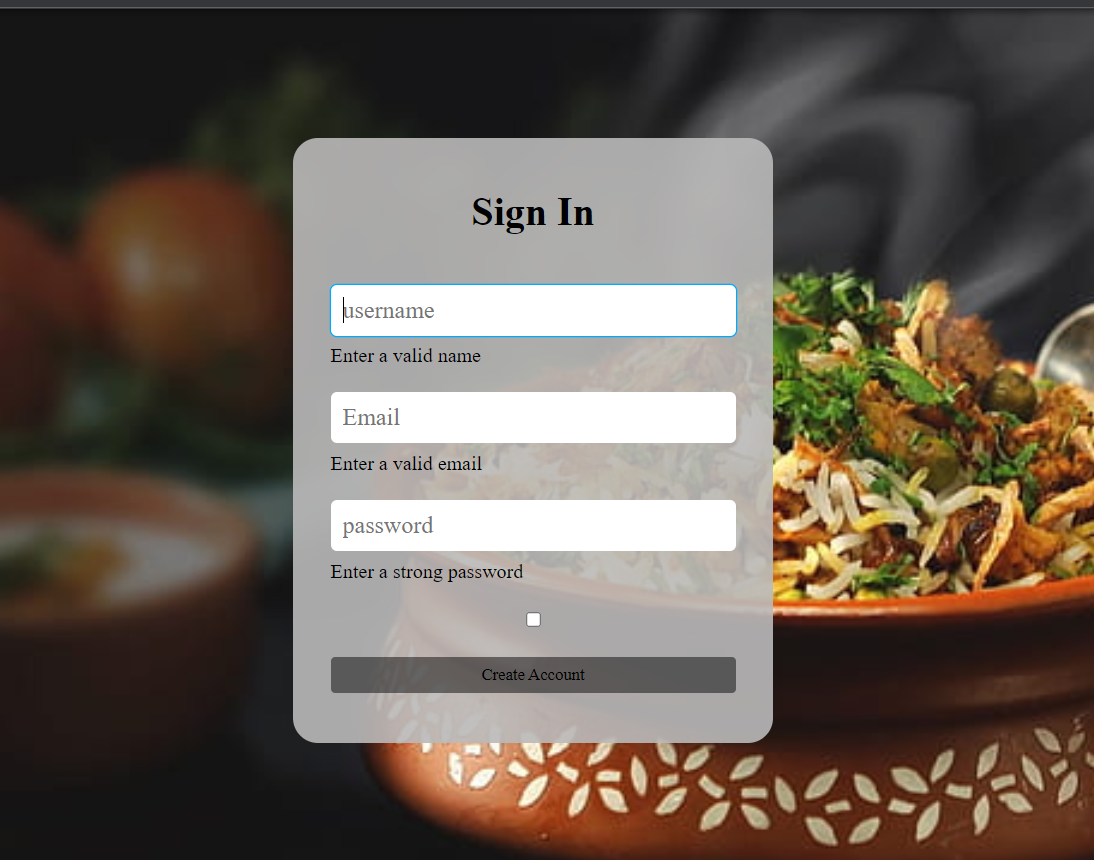 Sign In
username
Enter a valid name
Email
Enter a valid email
password
Enter a strong password
Create Account